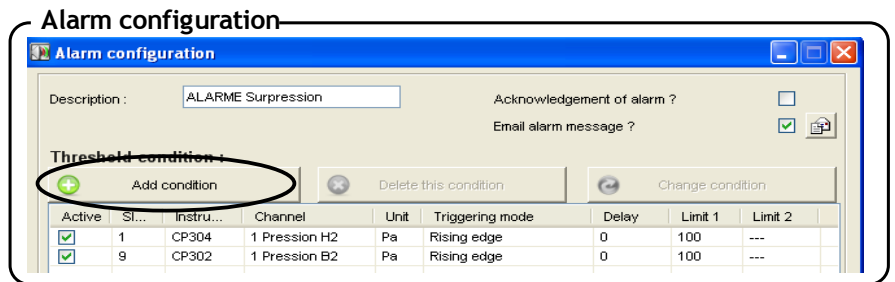 Alarm configuration
Alarm configuration
Description : ALARME Surpression Acknowledgement of alarm ?
Email alarm message ?
Threshold condition :
Add condition Delete this condition Change condition
Active Sl... Instru... Channel Unit Triggering mode Delay Limit 1 Limit 2
1 CP304 1 Pression H2 Pa Rising edge 0 100 ---
9 CP302 1 Pression B2 Pa Rising edge 0 100 ---